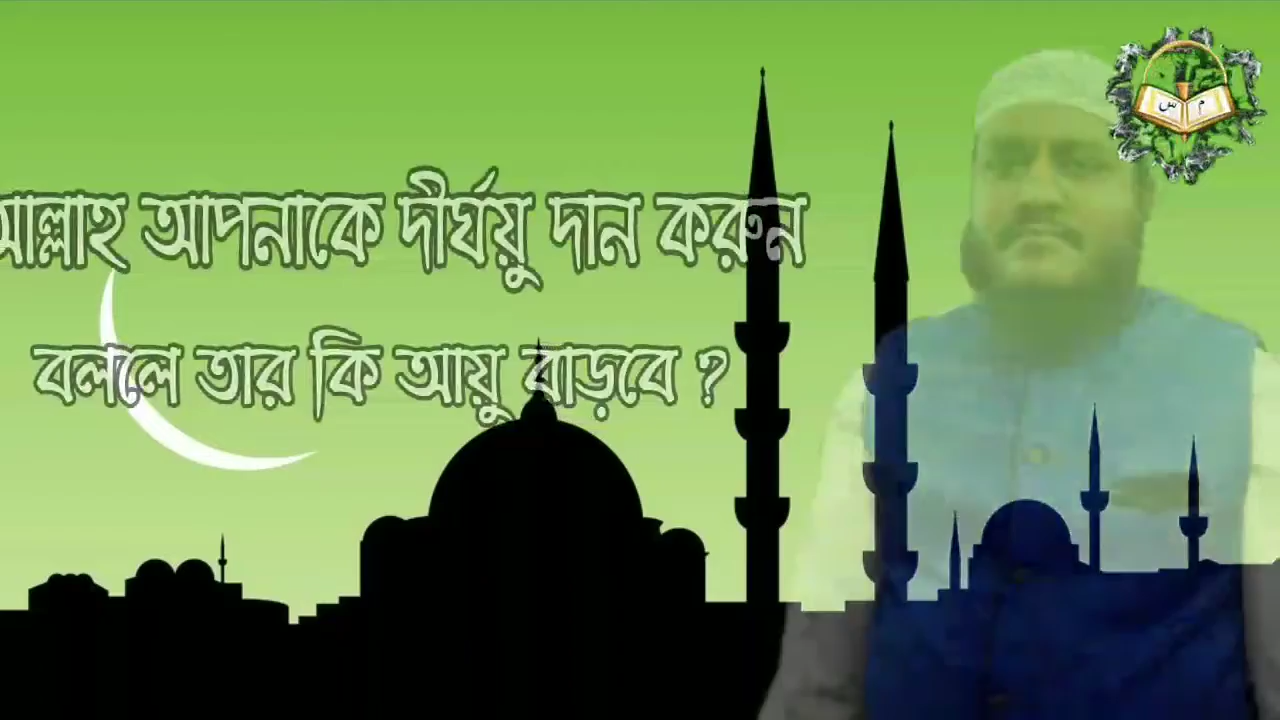 আল্লাহ আপনাকে দীর্ঘয়ু দান করুন
বললে তার কি আয়ু বাড়বে ?
س م